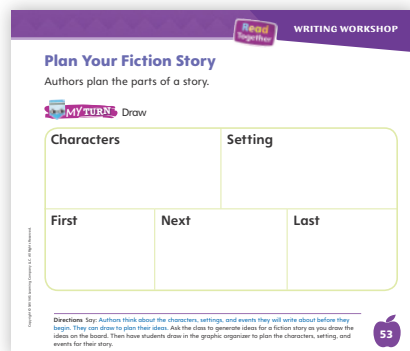 Read
Together
WRITING WORKSHOP
Plan Your Fiction Story
Authors plan the parts of a story.
MY TURN Draw
Characters
Setting
First
Next
Last
Directions Say: Authors think about the characters, settings, and events they will write about before they
begin. They can draw to plan their ideas. Ask the class to generate ideas for a fiction story as you draw the
ideas on the board. Then have students draw in the graphic organizer to plan the characters, setting, and
events for their story.
53